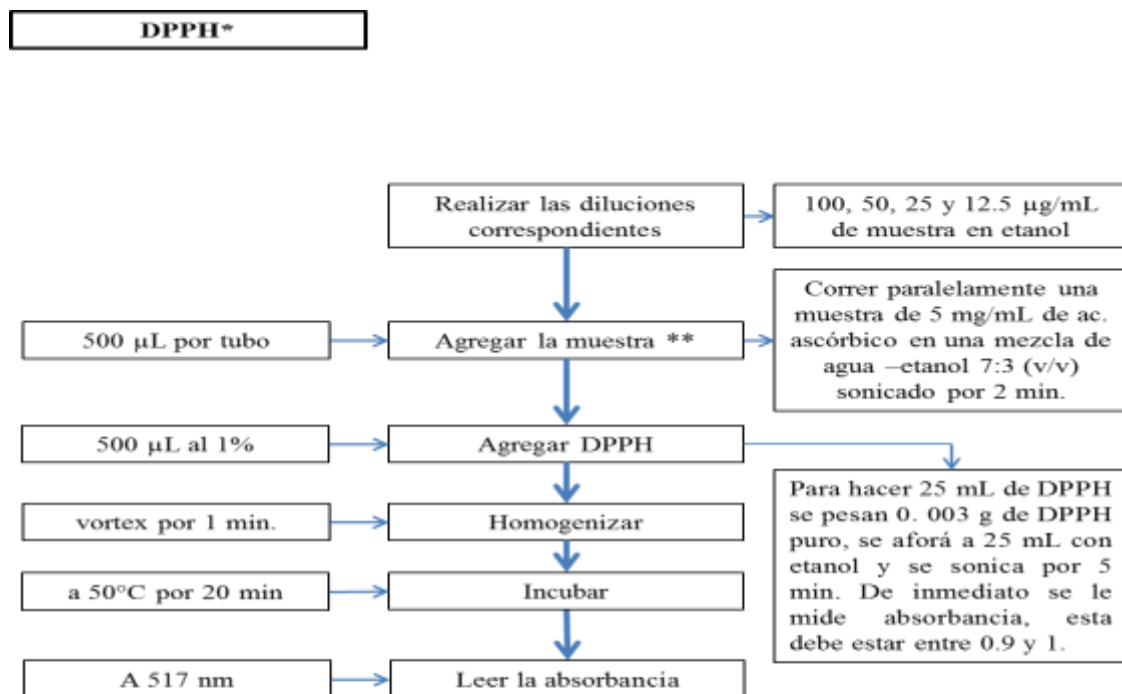 DPPH*
Realizar las diluciones
correspondientes
100, 50, 25 y 12.5 µg/mL
de muestra en etanol
500 µL por tubo
Agregar la muestra **
Correr paralelamente una
muestra de 5 mg/mL de ac.
ascórbico en una mezcla de
agua –etanol 7:3 (v/v)
sonicado por 2 min.
500 µL al 1%
Agregar DPPH
Para hacer 25 mL de DPPH
se pesan 0. 003 g de DPPH
puro, se aforá a 25 mL con
etanol y se sonica por 5
min. De inmediato se le
mide absorbancia, esta
debe estar entre 0.9 y 1.
vortex por 1 min.
Homogenizar
a 50°C por 20 min
Incubar
A 517 nm
Leer la absorbancia